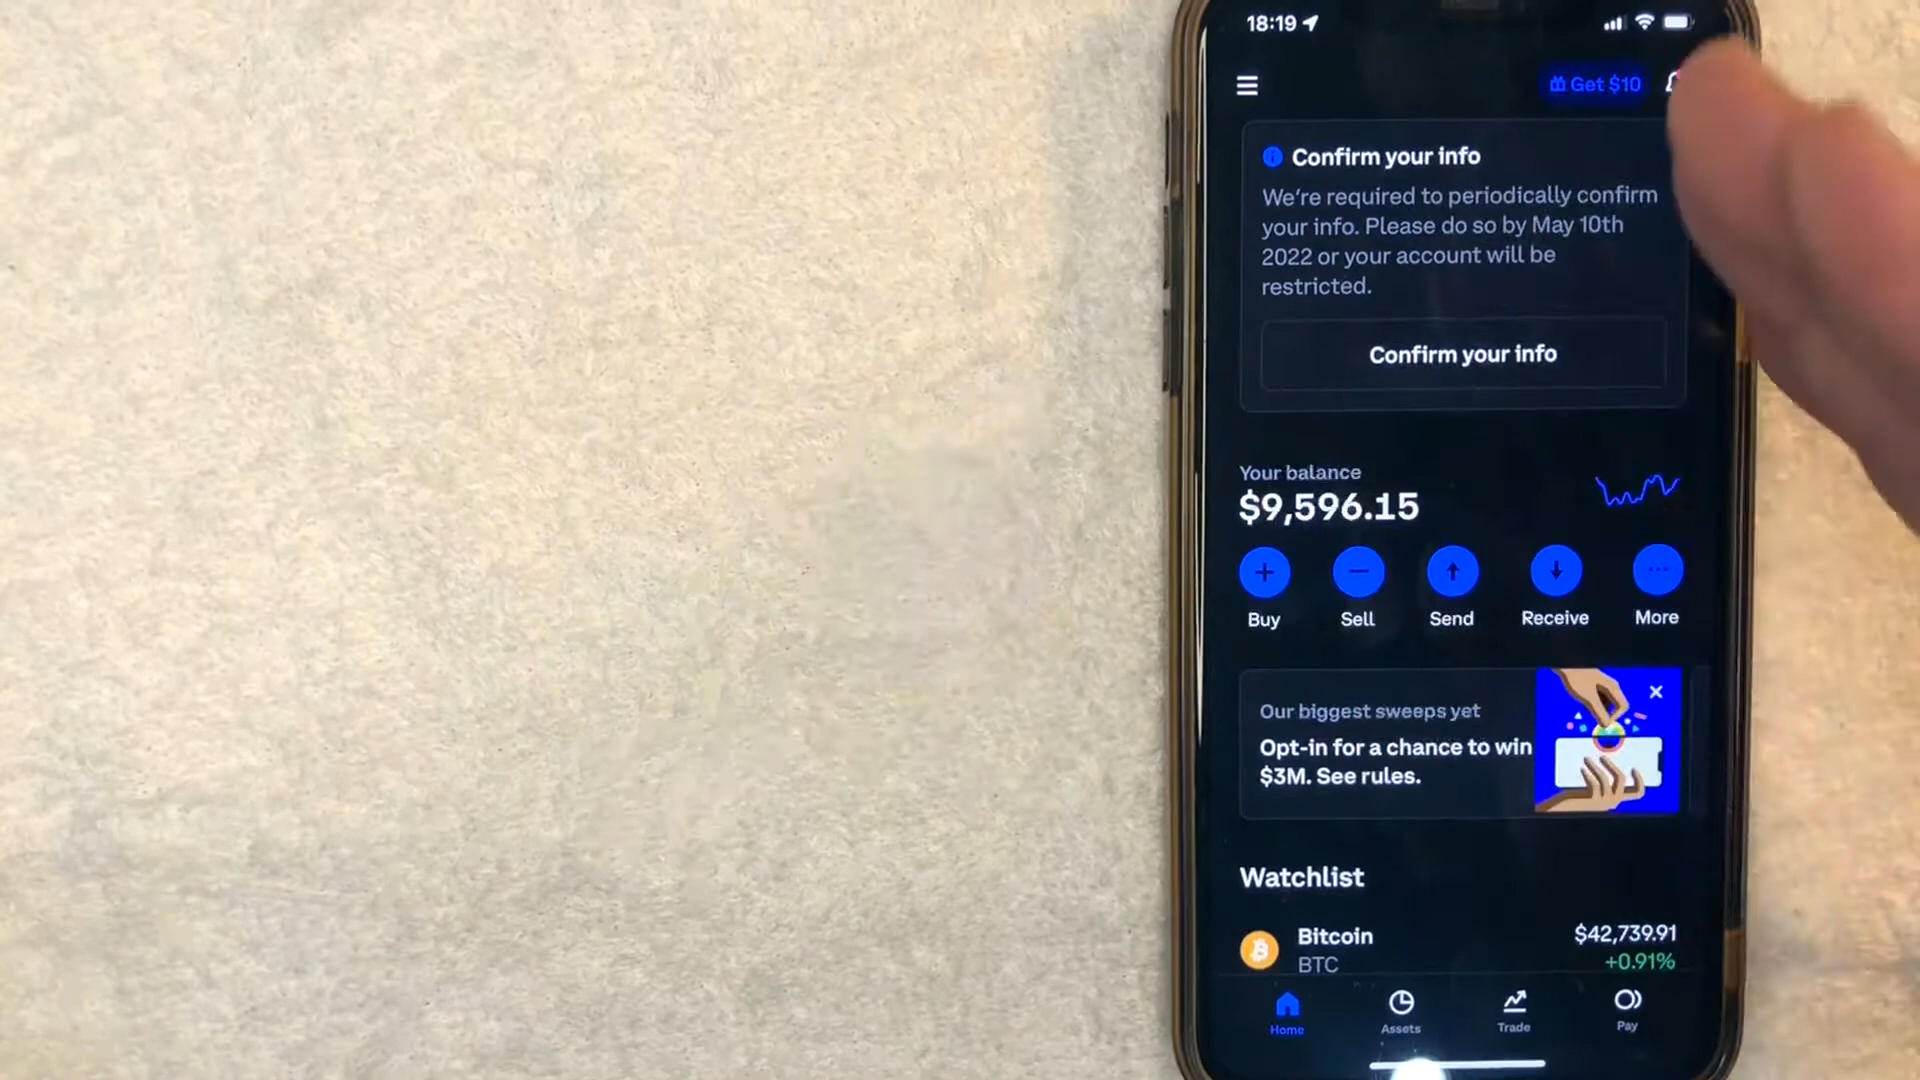 18:19
Get $10
Confirm your info
We're required to periodically confirm
your info. Please do so by May 10th
2022 or your account will be
restricted.
Confirm your info
Your balance
$9,596.15
Buy Sell Send Receive More
Our biggest sweeps yet
Opt-in for a chance to win
$3M. See rules.
Watchlist
Bitcoin $42,739.91
BTC +0.91%
Home Assets Trade Pay